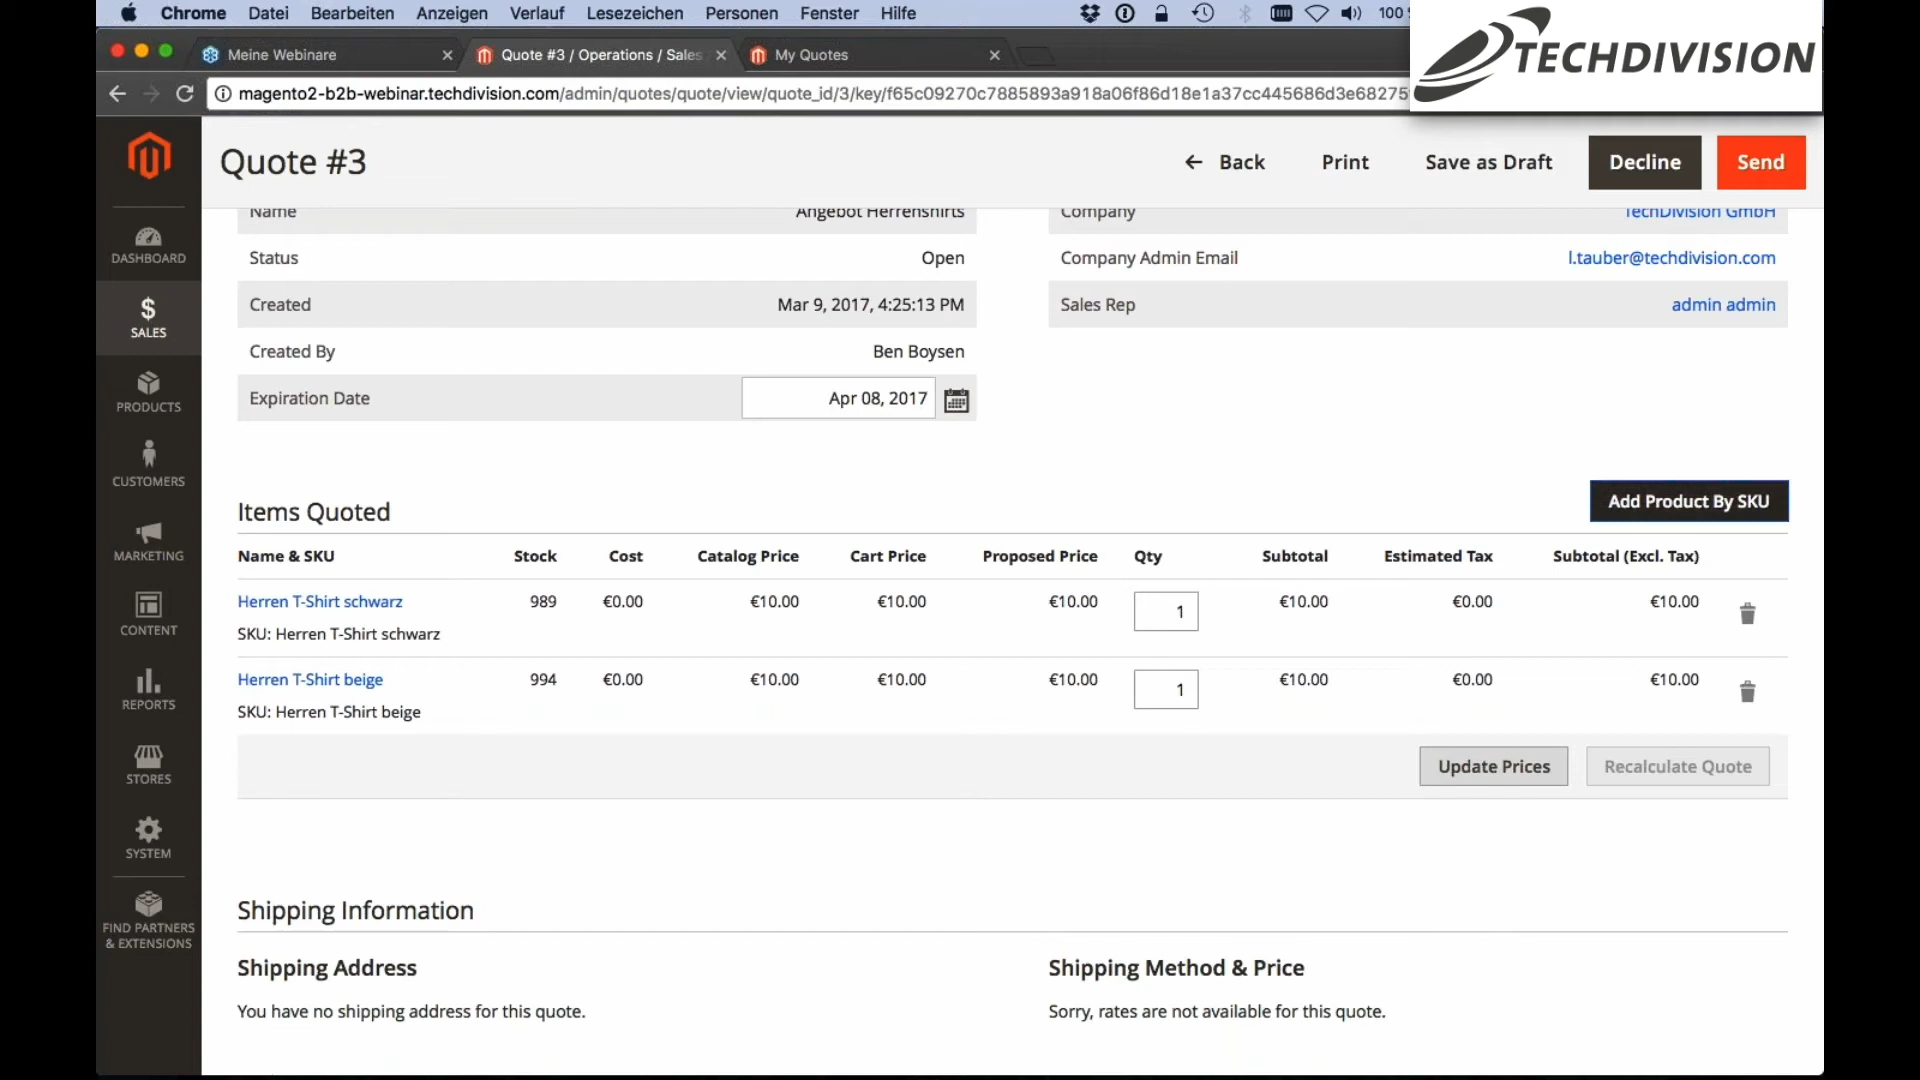 Chrome Datei Bearbeiten Anzeigen Verlauf Lesezeichen Personen Fenster Hilfe 100
TECHDIVISION
Meine Webinare
Quote #3 / Operations / Sales
My Quotes
magento2-b2b-webinar.techdivision.com/admin/quotes/quote/view/quote_id/3/key/f65c09270c7885893a918a06f86d18e1a37cc445686d3e68275
Quote #3
Back
Print
Save as Draft
Decline
Send
DASHBOARD
SALES
PRODUCTS
CUSTOMERS
MARKETING
CONTENT
REPORTS
STORES
SYSTEM
FIND PARTNERS
& EXTENSIONS
Name Angebot Herrenshirts
Status Open
Created Mar 9, 2017, 4:25:13 PM
Created By Ben Boysen
Expiration Date Apr 08, 2017
Company TechDivision GmbH
Company Admin Email l.tauber@techdivision.com
Sales Rep admin admin
Items Quoted
Add Product By SKU
Name & SKU Stock Cost Catalog Price Cart Price Proposed Price Qty Subtotal Estimated Tax Subtotal (Excl. Tax)
Herren T-Shirt schwarz 989 €0.00 €10.00 €10.00 €10.00 1 €10.00 €0.00 €10.00
SKU: Herren T-Shirt schwarz
Herren T-Shirt beige 994 €0.00 €10.00 €10.00 €10.00 1 €10.00 €0.00 €10.00
SKU: Herren T-Shirt beige
Update Prices
Recalculate Quote
Shipping Information
Shipping Address
You have no shipping address for this quote.
Shipping Method & Price
Sorry, rates are not available for this quote.